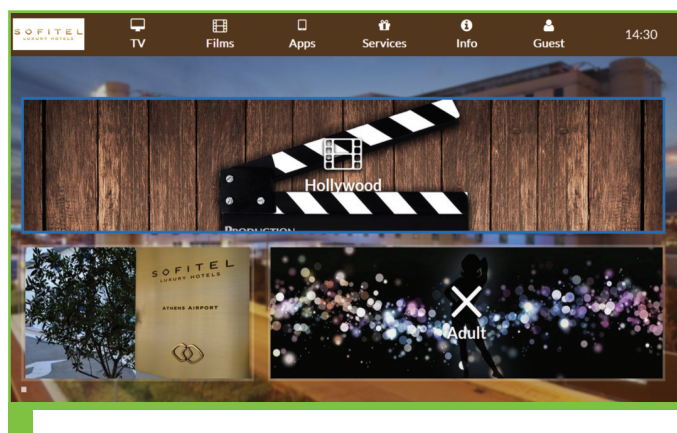 SOFITEL
LUXURY HOTELS
TV
Films
Apps
Services
Info
Guest
14:30
Hollywood
PRODUCTION
SOFITEL
LUXURY HOTELS
ATHENS AIRPORT
Adult